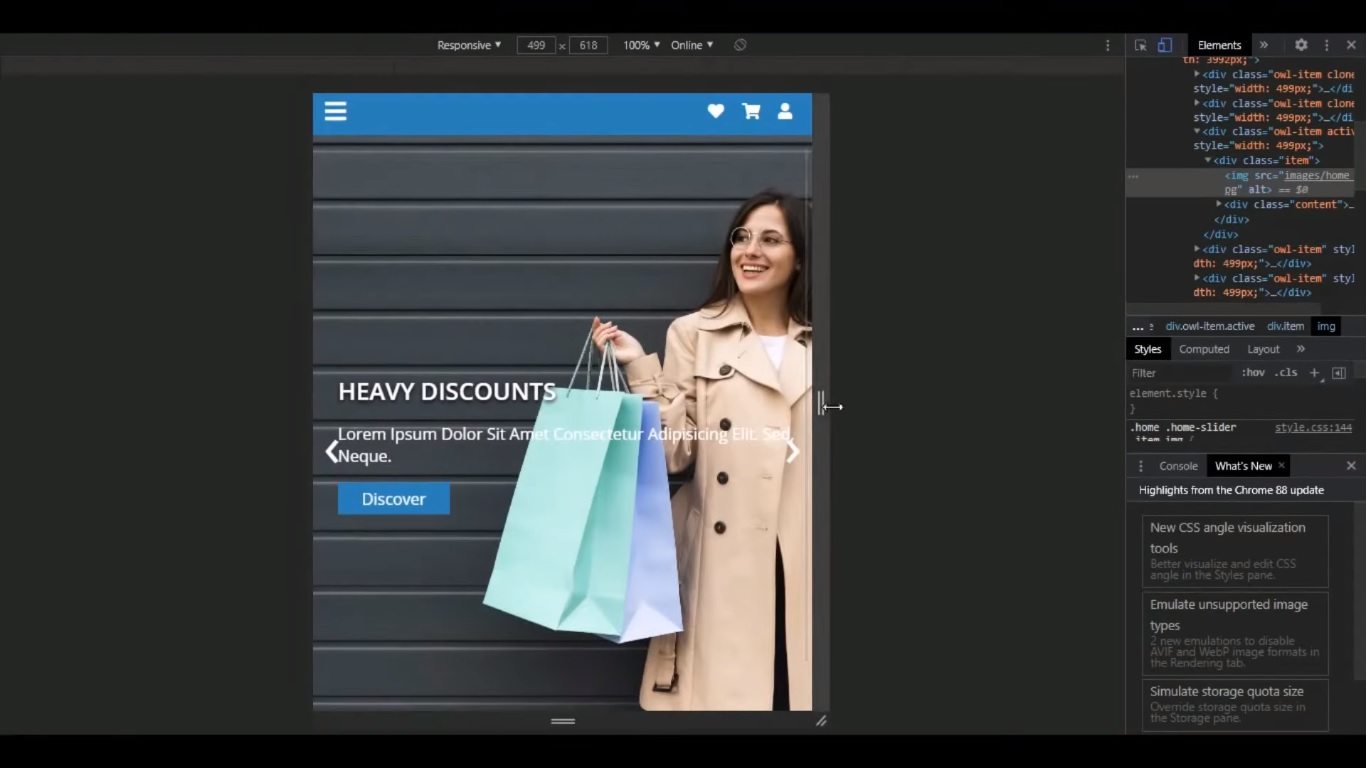 Responsive ▼ 499 x 618 100% ▼ Online ▼
Elements
th: 3992px;">
<div class="owl-item clone
style="width: 499px;">…</di
<div class="owl-item clone
style="width: 499px;">…</di
<div class="owl-item activ
style="width: 499px;">
<div class="item">
<img src="images/home_
pg" alt> == $0
<div class="content">…
</div>
</div>
<div class="owl-item" styl
dth: 499px;">…</div>
<div class="owl-item" styl
dth: 499px;">…</div>
div.owl-item.active div.item img
Styles Computed Layout
Filter :hov .cls
element.style {
}
.home .home-slider style.css:144
.item img {
Console What's New
Highlights from the Chrome 88 update
New CSS angle visualization
tools
Better visualize and edit CSS
angle in the Styles pane.
Emulate unsupported image
types
2 new emulations to disable
AVIF and WebP image formats in
the Rendering tab.
Simulate storage quota size
Override storage quota size in
the Storage pane.
HEAVY DISCOUNTS
Lorem Ipsum Dolor Sit Amet Consectetur Adipisicing Elit. Sed,
Neque.
Discover